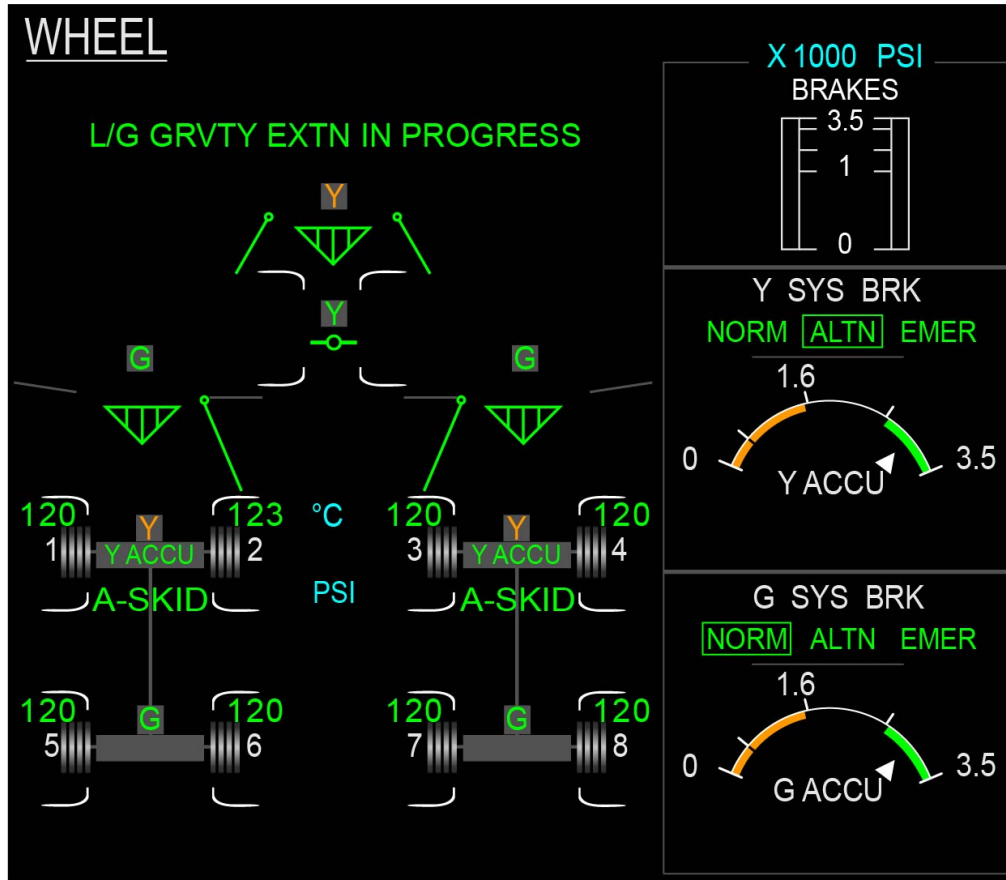 WHEEL
L/G GRVTY EXTN IN PROGRESS
Y
Y
G
G
120
123
°C
120
120
1
Y
2
3
Y
4
Y ACCU
Y ACCU
A-SKID
PSI
A-SKID
120
G
120
120
G
120
5
6
7
8
X 1000 PSI
BRAKES
3.5
1
0
Y SYS BRK
NORM ALTN EMER
1.6
0
3.5
Y ACCU
G SYS BRK
NORM ALTN EMER
1.6
0
3.5
G ACCU